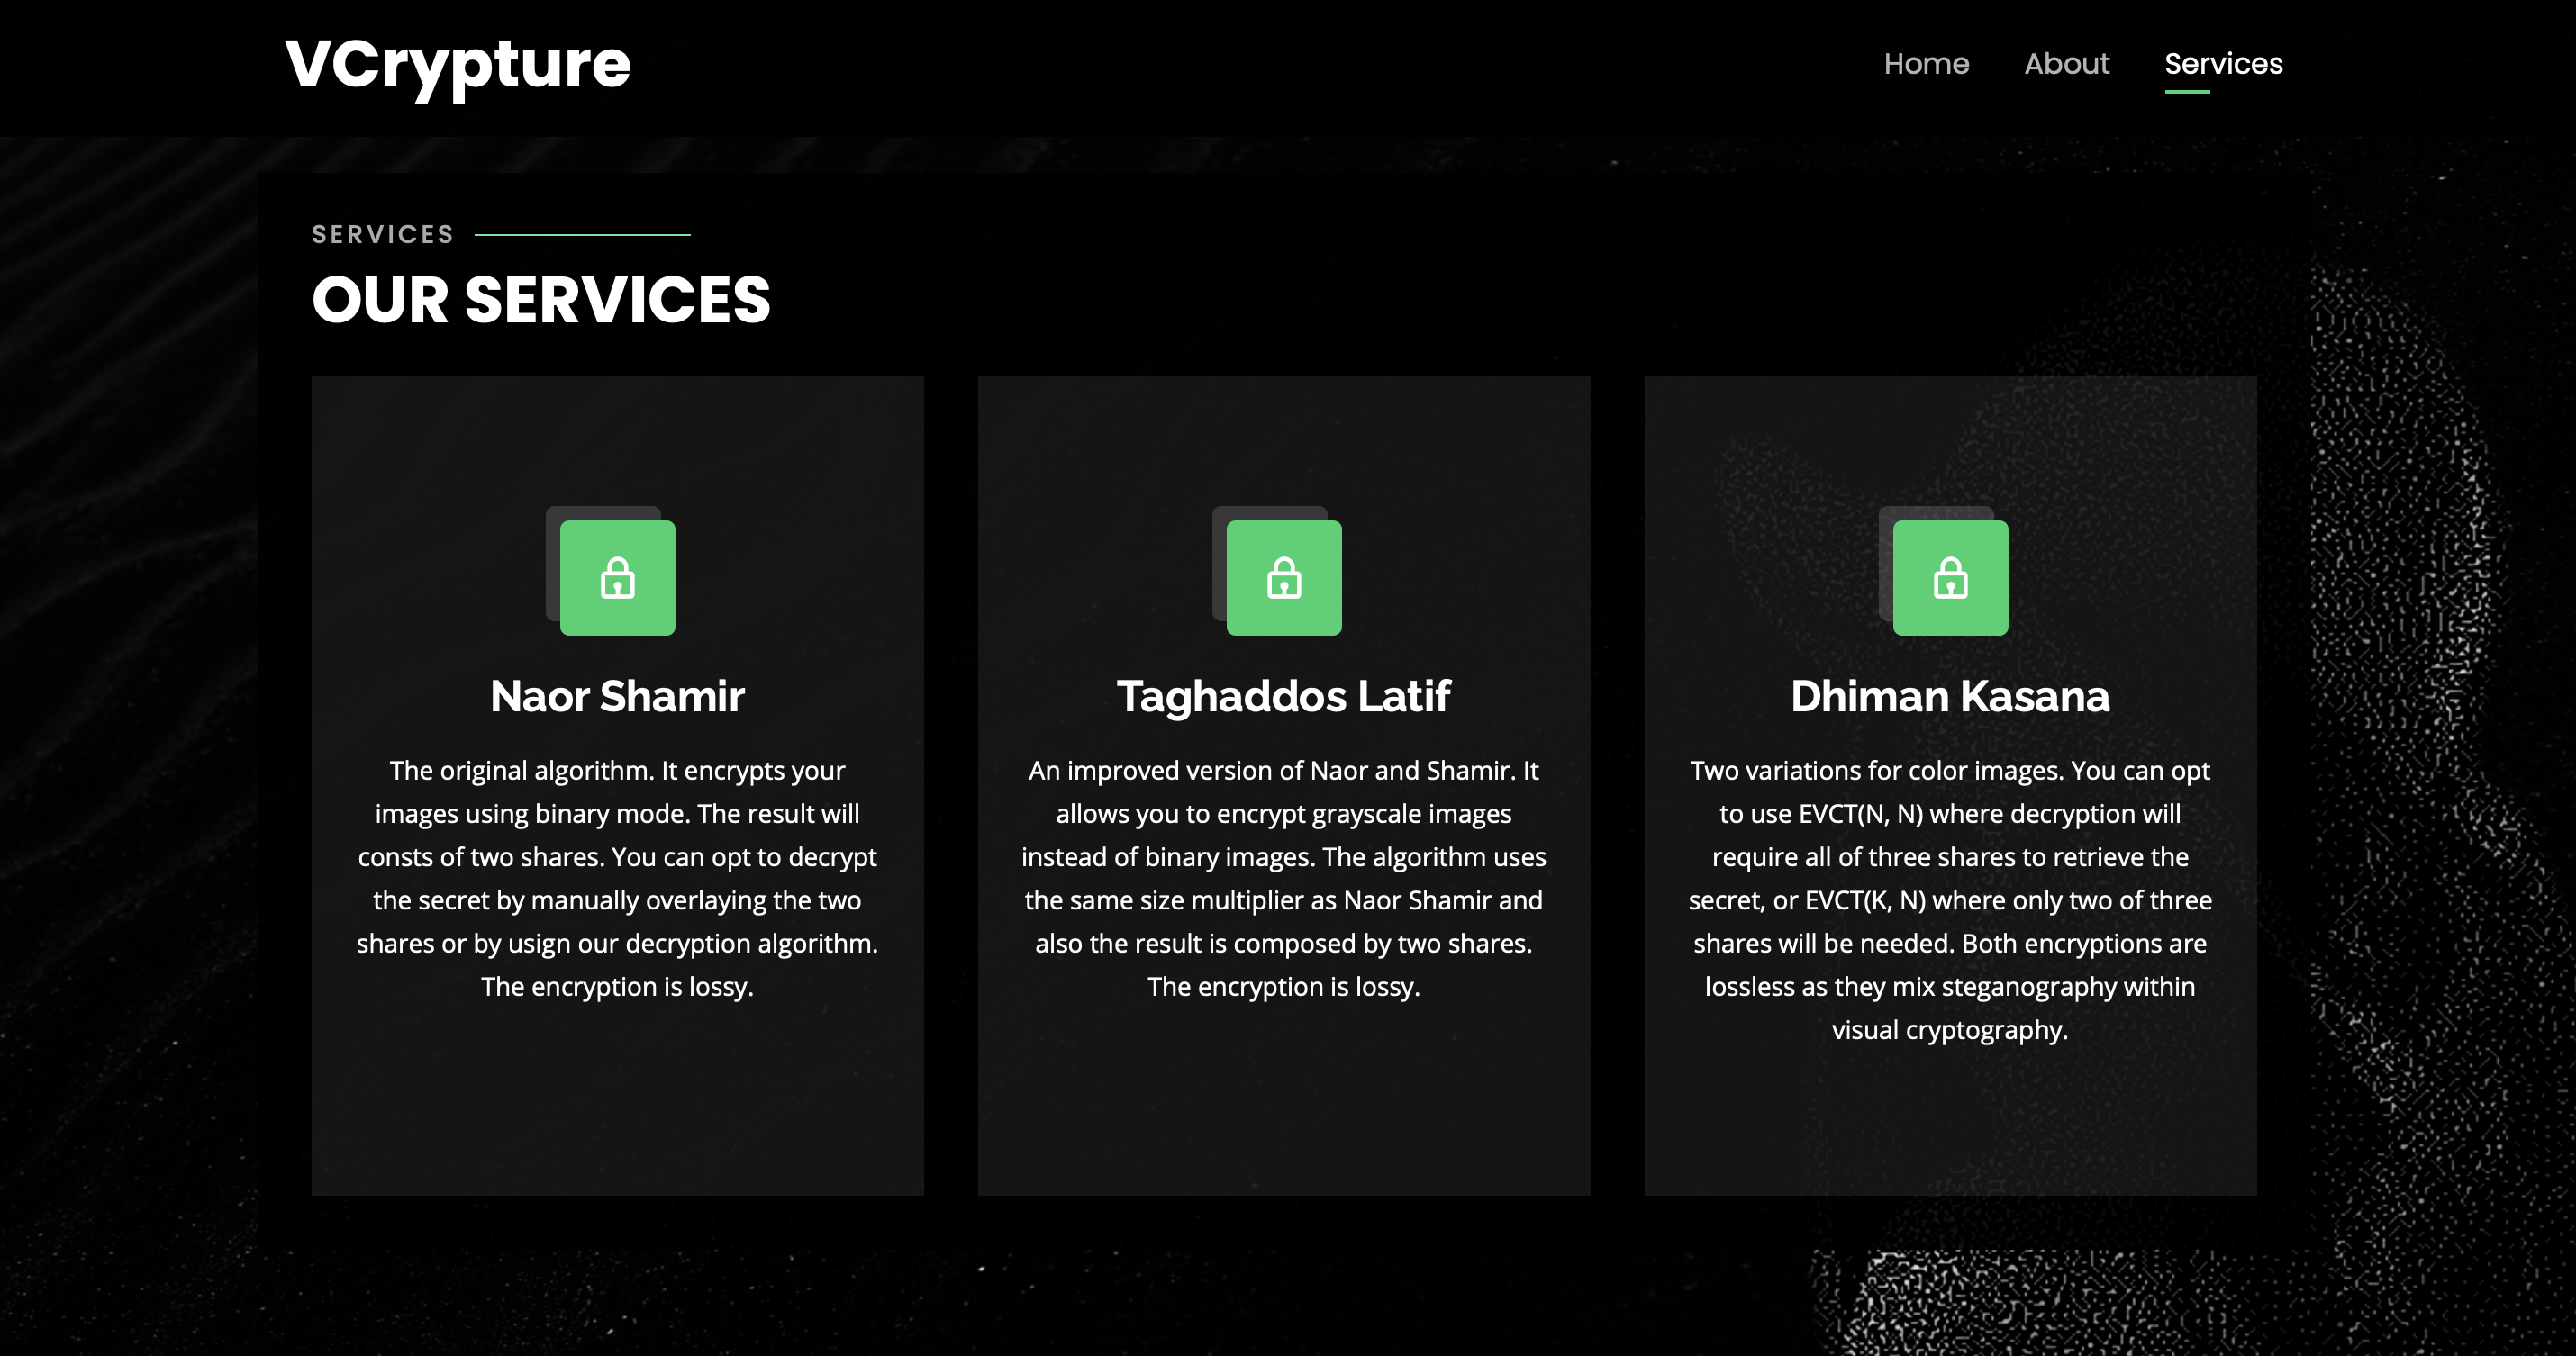 VCrypture
Home About Services
SERVICES
OUR SERVICES
Naor Shamir
The original algorithm. It encrypts your
images using binary mode. The result will
consts of two shares. You can opt to decrypt
the secret by manually overlaying the two
shares or by usign our decryption algorithm.
The encryption is lossy.
Taghaddos Latif
An improved version of Naor and Shamir. It
allows you to encrypt grayscale images
instead of binary images. The algorithm uses
the same size multiplier as Naor Shamir and
also the result is composed by two shares.
The encryption is lossy.
Dhiman Kasana
Two variations for color images. You can opt
to use EVCT(N, N) where decryption will
require all of three shares to retrieve the
secret, or EVCT(K, N) where only two of three
shares will be needed. Both encryptions are
lossless as they mix steganography within
visual cryptography.